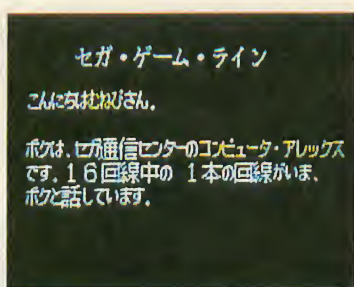 セガ・ゲーム・テイン
こんにちはむねびさん。
ボクは、セガ通信センターのコンピュータ・アレックス
です。16回線中の 1本の回線がいま、
ボクと話しています。